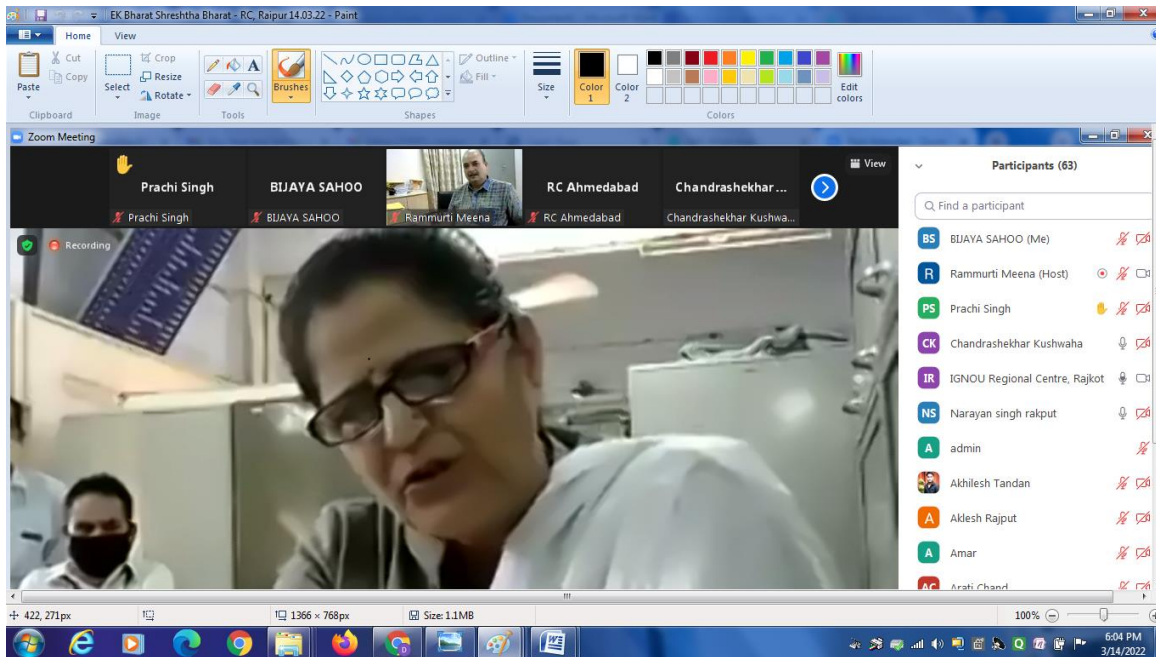 EK Bharat Shreshtha Bharat - RC, Raipur 14.03.22 - Paint
Home View
Paste
Cut
Copy
Select
Crop
Resize
Rotate
A
Brushes
Outline
Fill
Size
Color 1
Color 2
Edit colors
Clipboard Image Tools Shapes Colors
Zoom Meeting
Prachi Singh BIJAYA SAHOO RC Ahmedabad Chandrashekhar ...
View
Prachi Singh BIJAYA SAHOO Rammurti Meena RC Ahmedabad Chandrashekhar Kushwa...
Recording
Participants (63)
Find a participant
BS BIJAYA SAHOO (Me)
R Rammurti Meena (Host)
PS Prachi Singh
CK Chandrashekhar Kushwaha
IR IGNOU Regional Centre, Rajkot
NS Narayan singh rakput
A admin
Akhilesh Tandan
A Aklesh Rajput
A Amar
AC Arati Chand
422, 271px 1366 × 768px Size: 1.1MB 100%
6:04 PM
3/14/2022